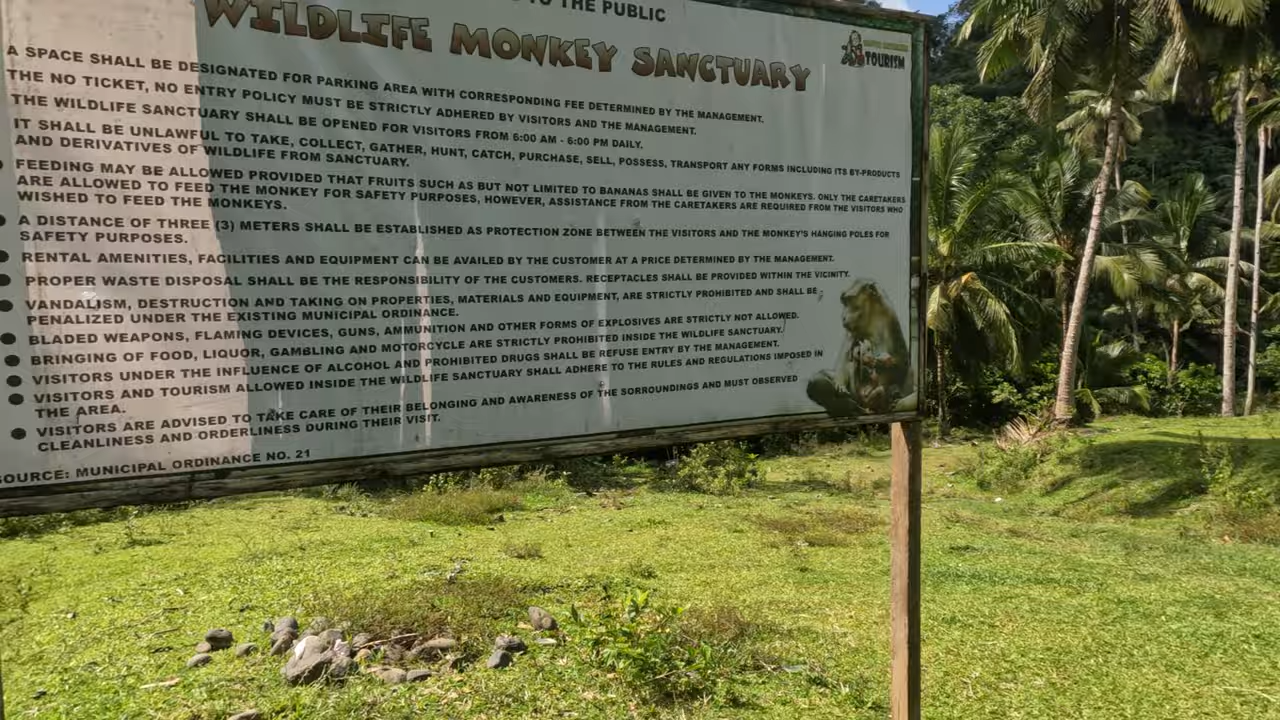 TO THE PUBLIC
WILDLIFE MONKEY SANCTUARY
TOURISM
A SPACE SHALL BE DESIGNATED FOR PARKING AREA WITH CORRESPONDING FEE DETERMINED BY THE MANAGEMENT.
THE NO TICKET, NO ENTRY POLICY MUST BE STRICTLY ADHERED BY VISITORS AND THE MANAGEMENT.
THE WILDLIFE SANCTUARY SHALL BE OPENED FOR VISITORS FROM 6:00 AM - 6:00 PM DAILY.
IT SHALL BE UNLAWFUL TO TAKE, COLLECT, GATHER, HUNT, CATCH, PURCHASE, SELL, POSSESS, TRANSPORT ANY FORMS INCLUDING ITS BY-PRODUCTS
AND DERIVATIVES OF WILDLIFE FROM SANCTUARY.
FEEDING MAY BE ALLOWED PROVIDED THAT FRUITS SUCH AS BUT NOT LIMITED TO BANANAS SHALL BE GIVEN TO THE MONKEYS. ONLY THE CARETAKERS
ARE ALLOWED TO FEED THE MONKEY FOR SAFETY PURPOSES, HOWEVER, ASSISTANCE FROM THE CARETAKERS ARE REQUIRED FROM THE VISITORS WHO
WISHED TO FEED THE MONKEYS.
A DISTANCE OF THREE (3) METERS SHALL BE ESTABLISHED AS PROTECTION ZONE BETWEEN THE VISITORS AND THE MONKEY'S HANGING POLES FOR
SAFETY PURPOSES.
RENTAL AMENITIES, FACILITIES AND EQUIPMENT CAN BE AVAILED BY THE CUSTOMER AT A PRICE DETERMINED BY THE MANAGEMENT.
PROPER WASTE DISPOSAL SHALL BE THE RESPONSIBILITY OF THE CUSTOMERS. RECEPTACLES SHALL BE PROVIDED WITHIN THE VICINITY.
VANDALISM, DESTRUCTION AND TAKING ON PROPERTIES, MATERIALS AND EQUIPMENT, ARE STRICTLY PROHIBITED AND SHALL BE
PENALIZED UNDER THE EXISTING MUNICIPAL ORDINANCE.
BLADED WEAPONS, FLAMING DEVICES, GUNS, AMMUNITION AND OTHER FORMS OF EXPLOSIVES ARE STRICTLY NOT ALLOWED.
BRINGING OF FOOD, LIQUOR, GAMBLING AND MOTORCYCLE ARE STRICTLY PROHIBITED INSIDE THE WILDLIFE SANCTUARY.
VISITORS UNDER THE INFLUENCE OF ALCOHOL AND PROHIBITED DRUGS SHALL BE REFUSE ENTRY BY THE MANAGEMENT.
VISITORS AND TOURISM ALLOWED INSIDE THE WILDLIFE SANCTUARY SHALL ADHERE TO THE RULES AND REGULATIONS IMPOSED IN
THE AREA.
VISITORS ARE ADVISED TO TAKE CARE OF THEIR BELONGING AND AWARENESS OF THE SORROUNDINGS AND MUST OBSERVED
CLEANLINESS AND ORDERLINESS DURING THEIR VISIT.
SOURCE: MUNICIPAL ORDINANCE NO. 21